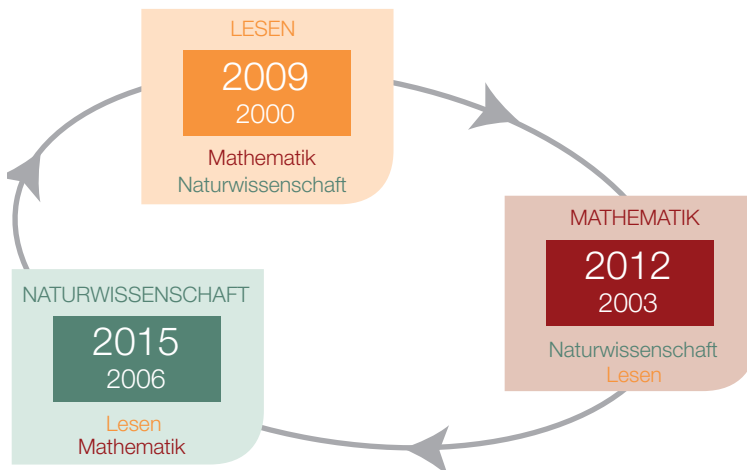 LESEN
2009
2000
Mathematik
Naturwissenschaft
MATHEMATIK
2012
2003
Naturwissenschaft
Lesen
NATURWISSENSCHAFT
2015
2006
Lesen
Mathematik